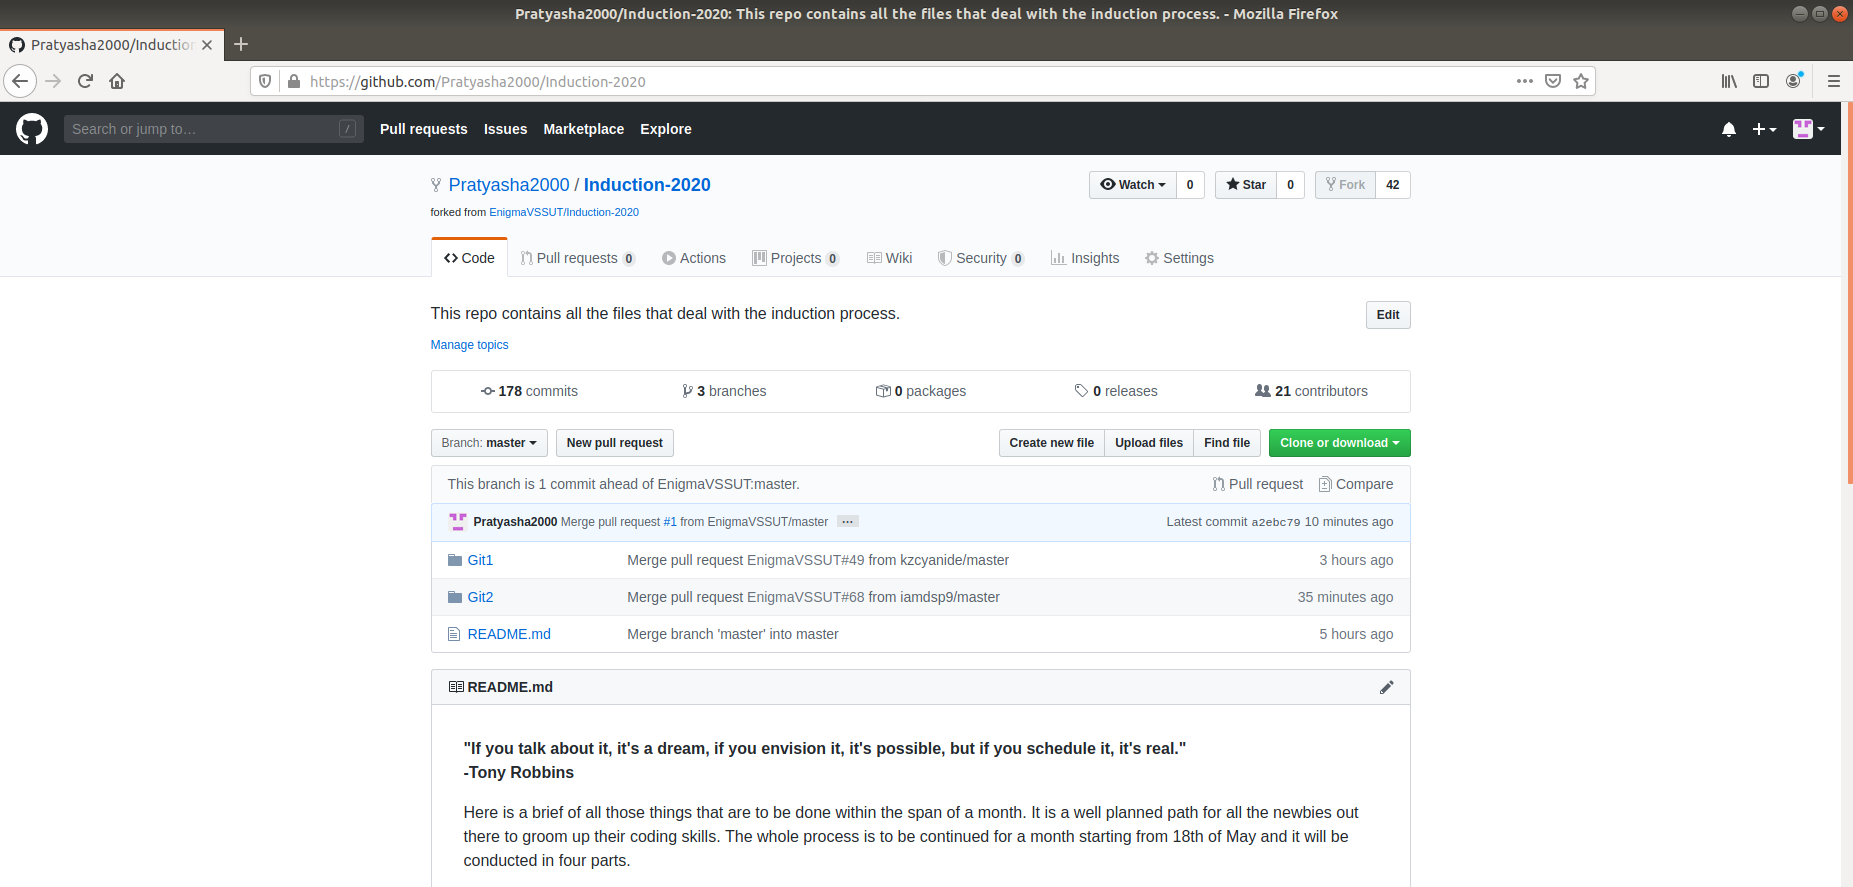 Pratyasha2000/Induction-2020: This repo contains all the files that deal with the induction process. - Mozilla Firefox
Pratyasha2000/Induction
https://github.com/Pratyasha2000/Induction-2020
Search or jump to… / Pull requests Issues Marketplace Explore
Pratyasha2000 / Induction-2020 Watch 0 Star 0 Fork 42
forked from EnigmaVSSUT/Induction-2020
Code Pull requests 0 Actions Projects 0 Wiki Security 0 Insights Settings
This repo contains all the files that deal with the induction process. Edit
Manage topics
178 commits 3 branches 0 packages 0 releases 21 contributors
Branch: master New pull request Create new file Upload files Find file Clone or download
This branch is 1 commit ahead of EnigmaVSSUT:master. Pull request Compare
Pratyasha2000 Merge pull request #1 from EnigmaVSSUT/master … Latest commit a2ebc79 10 minutes ago
Git1 Merge pull request EnigmaVSSUT#49 from kzcyanide/master 3 hours ago
Git2 Merge pull request EnigmaVSSUT#68 from iamdsp9/master 35 minutes ago
README.md Merge branch 'master' into master 5 hours ago
README.md
"If you talk about it, it's a dream, if you envision it, it's possible, but if you schedule it, it's real."
-Tony Robbins
Here is a brief of all those things that are to be done within the span of a month. It is a well planned path for all the newbies out
there to groom up their coding skills. The whole process is to be continued for a month starting from 18th of May and it will be
conducted in four parts.